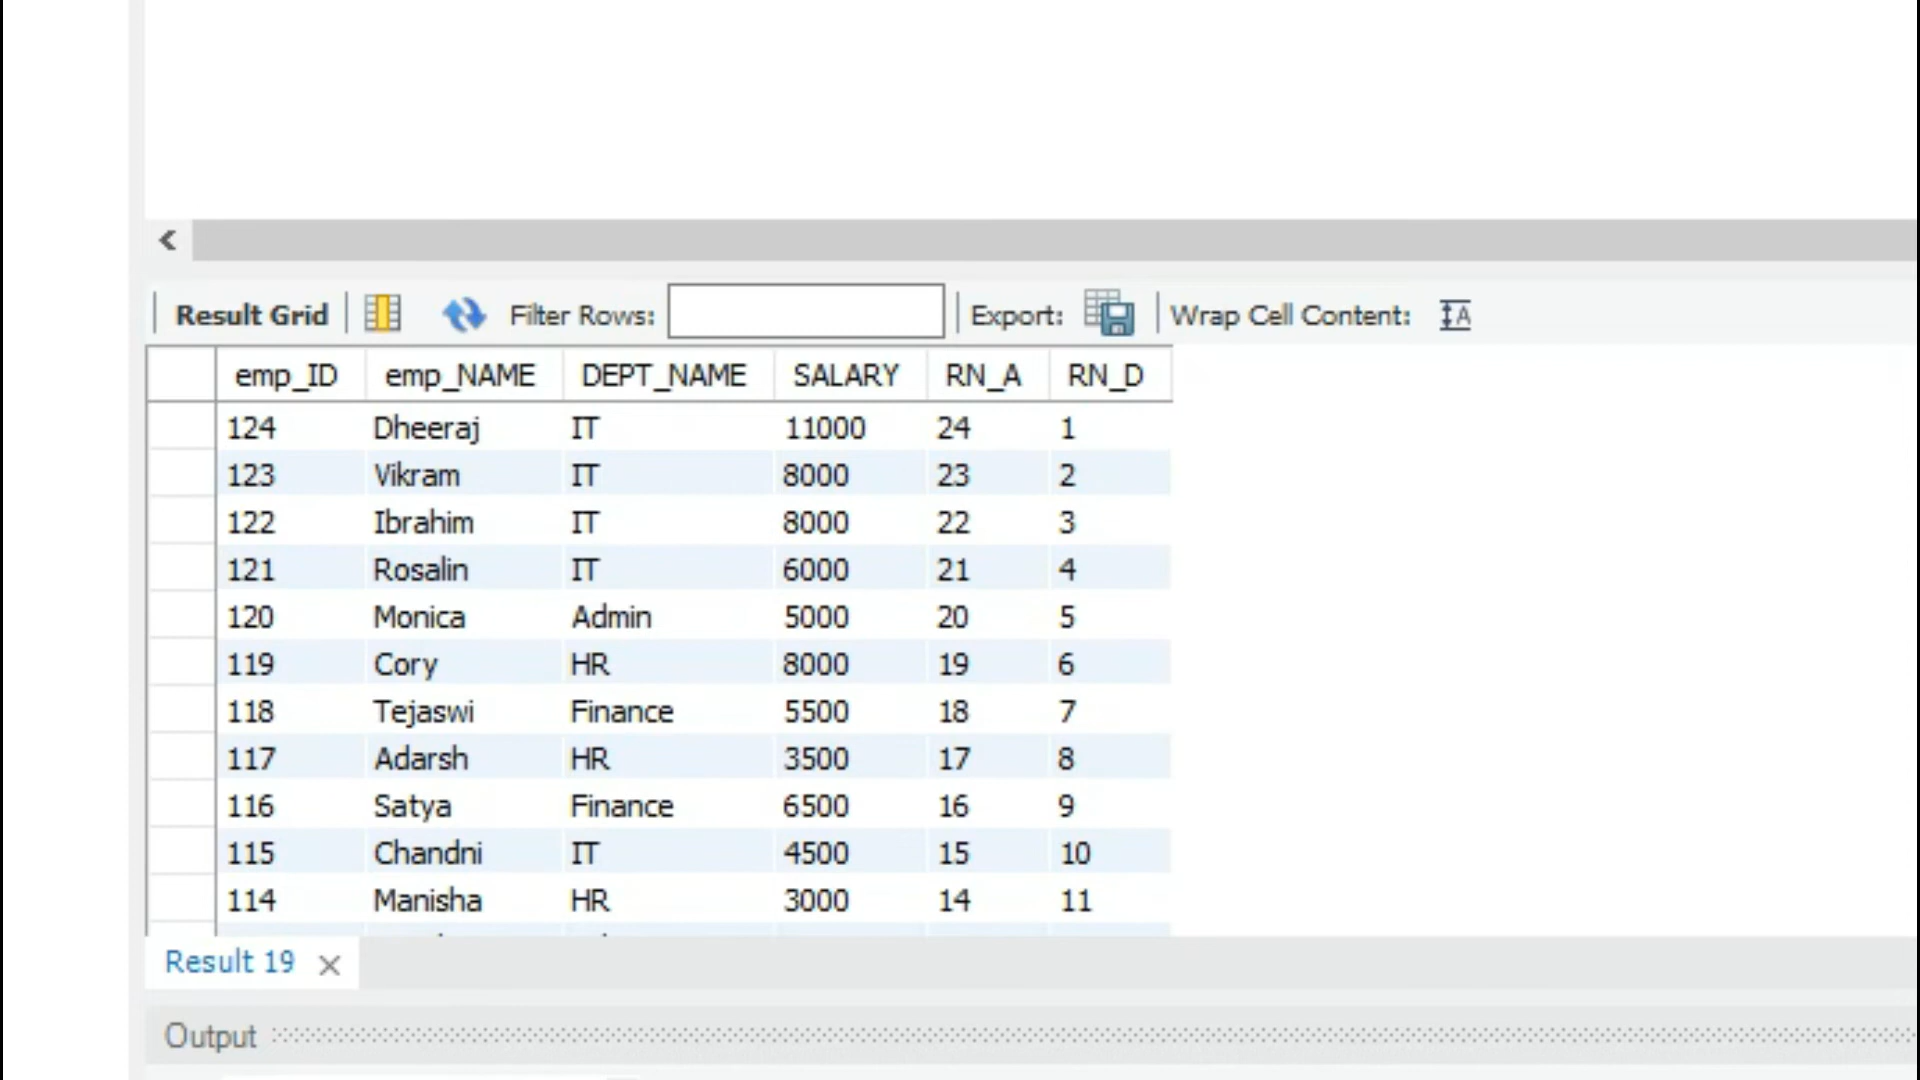 Result Grid Filter Rows: Export: Wrap Cell Content:
emp_ID emp_NAME DEPT_NAME SALARY RN_A RN_D
124 Dheeraj IT 11000 24 1
123 Vikram IT 8000 23 2
122 Ibrahim IT 8000 22 3
121 Rosalin IT 6000 21 4
120 Monica Admin 5000 20 5
119 Cory HR 8000 19 6
118 Tejaswi Finance 5500 18 7
117 Adarsh HR 3500 17 8
116 Satya Finance 6500 16 9
115 Chandni IT 4500 15 10
114 Manisha HR 3000 14 11
Result 19
Output